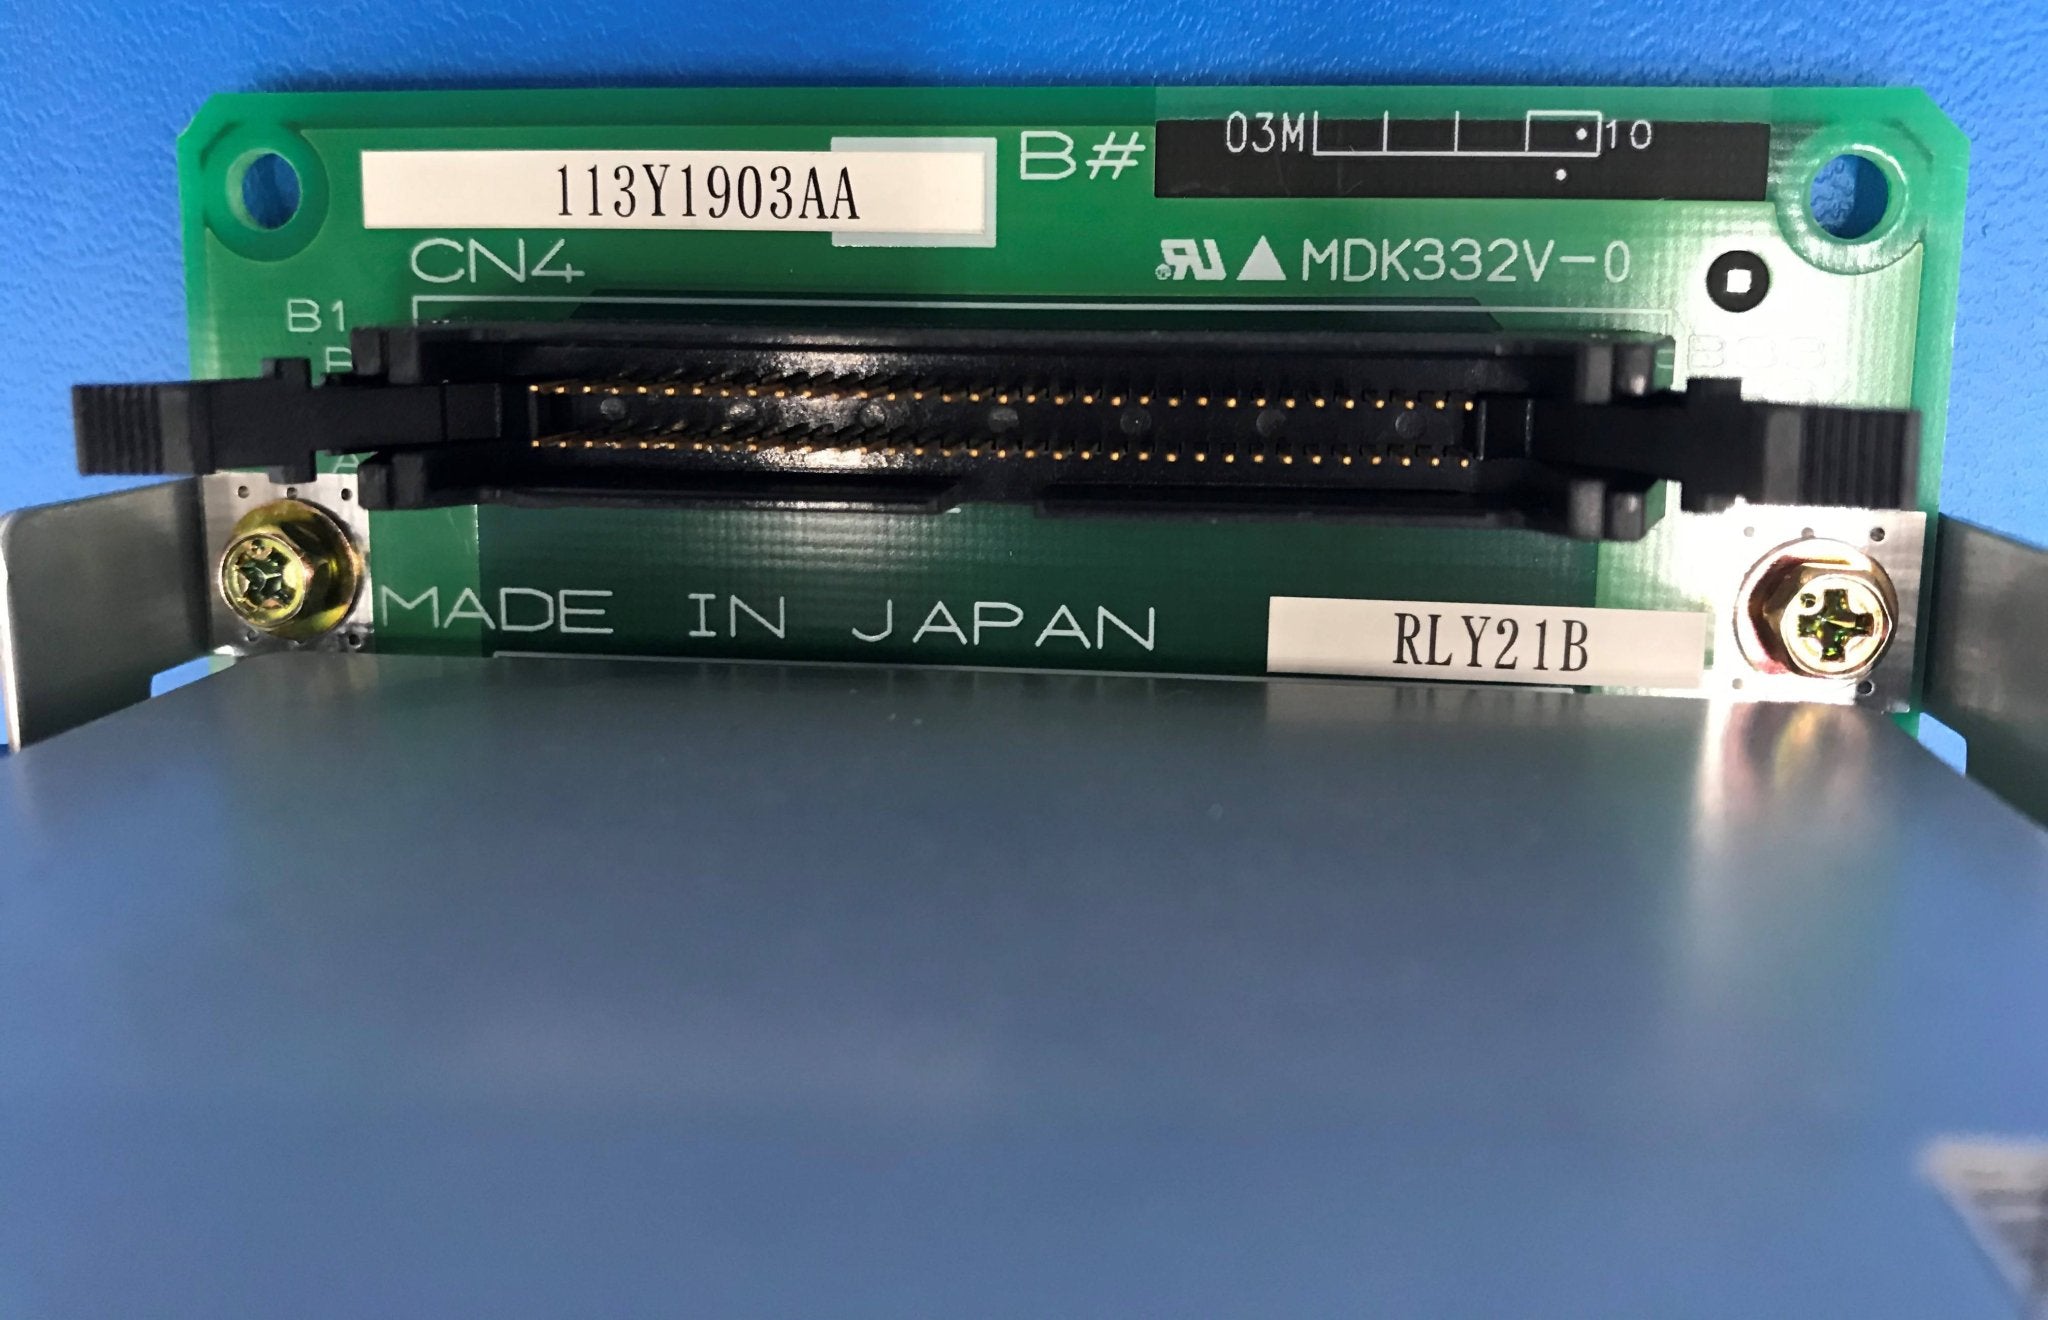 113Y1903AA
B#
03M 10
CN4
MDK332V-0
B1
MADE IN JAPAN
RLY21B